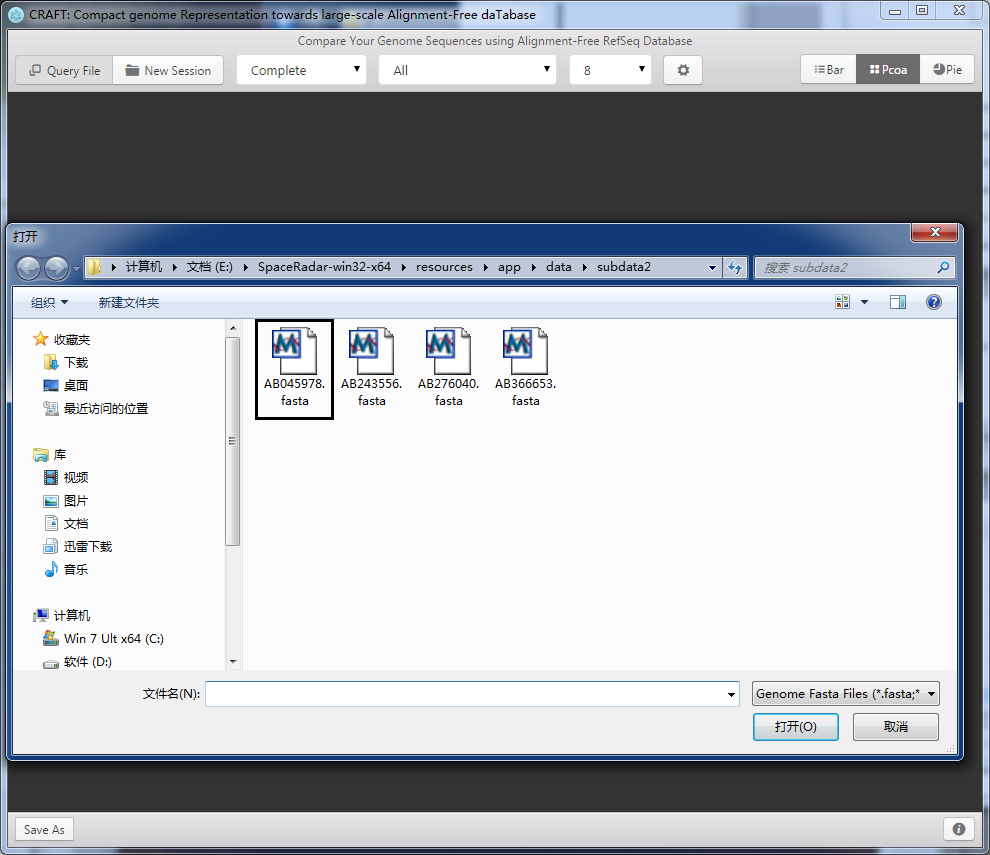 CRAFT: Compact genome Representation towards large-scale Alignment-Free daTabase
Compare Your Genome Sequences using Alignment-Free RefSeq Database
Query File New Session Complete All 8 Bar Pcoa Pie
打开
计算机 文档 (E:) SpaceRadar-win32-x64 resources app data subdata2 搜索 subdata2
组织 新建文件夹
收藏夹
下载
桌面
最近访问的位置
库
视频
图片
文档
迅雷下载
音乐
计算机
Win 7 Ult x64 (C:)
软件 (D:)
AB045978.
fasta
AB243556.
fasta
AB276040.
fasta
AB366653.
fasta
文件名(N):
Genome Fasta Files (*.fasta;*
打开(O) 取消
Save As